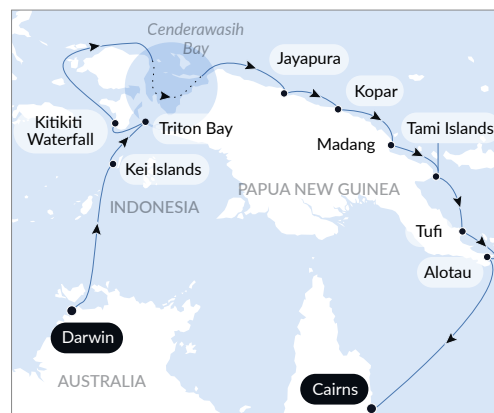 Cenderawasih
Bay
Jayapura
Kopar
Kitikiti
Waterfall
Triton Bay
Madang
Tami Islands
Kei Islands
PAPUA NEW GUINEA
INDONESIA
Tufi
Alotau
Darwin
AUSTRALIA
Cairns